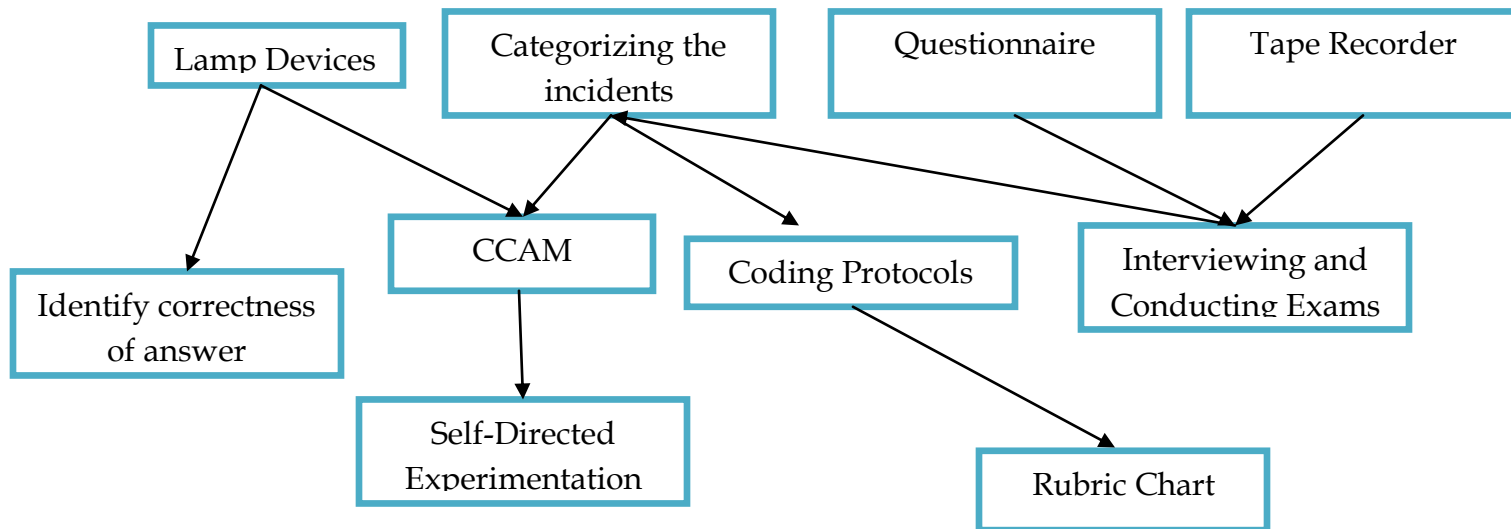 Lamp Devices
Categorizing the
incidents
Questionnaire
Tape Recorder
CCAM
Coding Protocols
Interviewing and
Conducting Exams
Identify correctness
of answer
Self-Directed
Experimentation
Rubric Chart